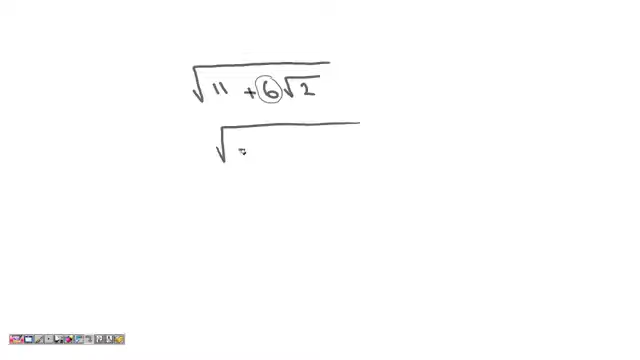 √11 + 6√2
√